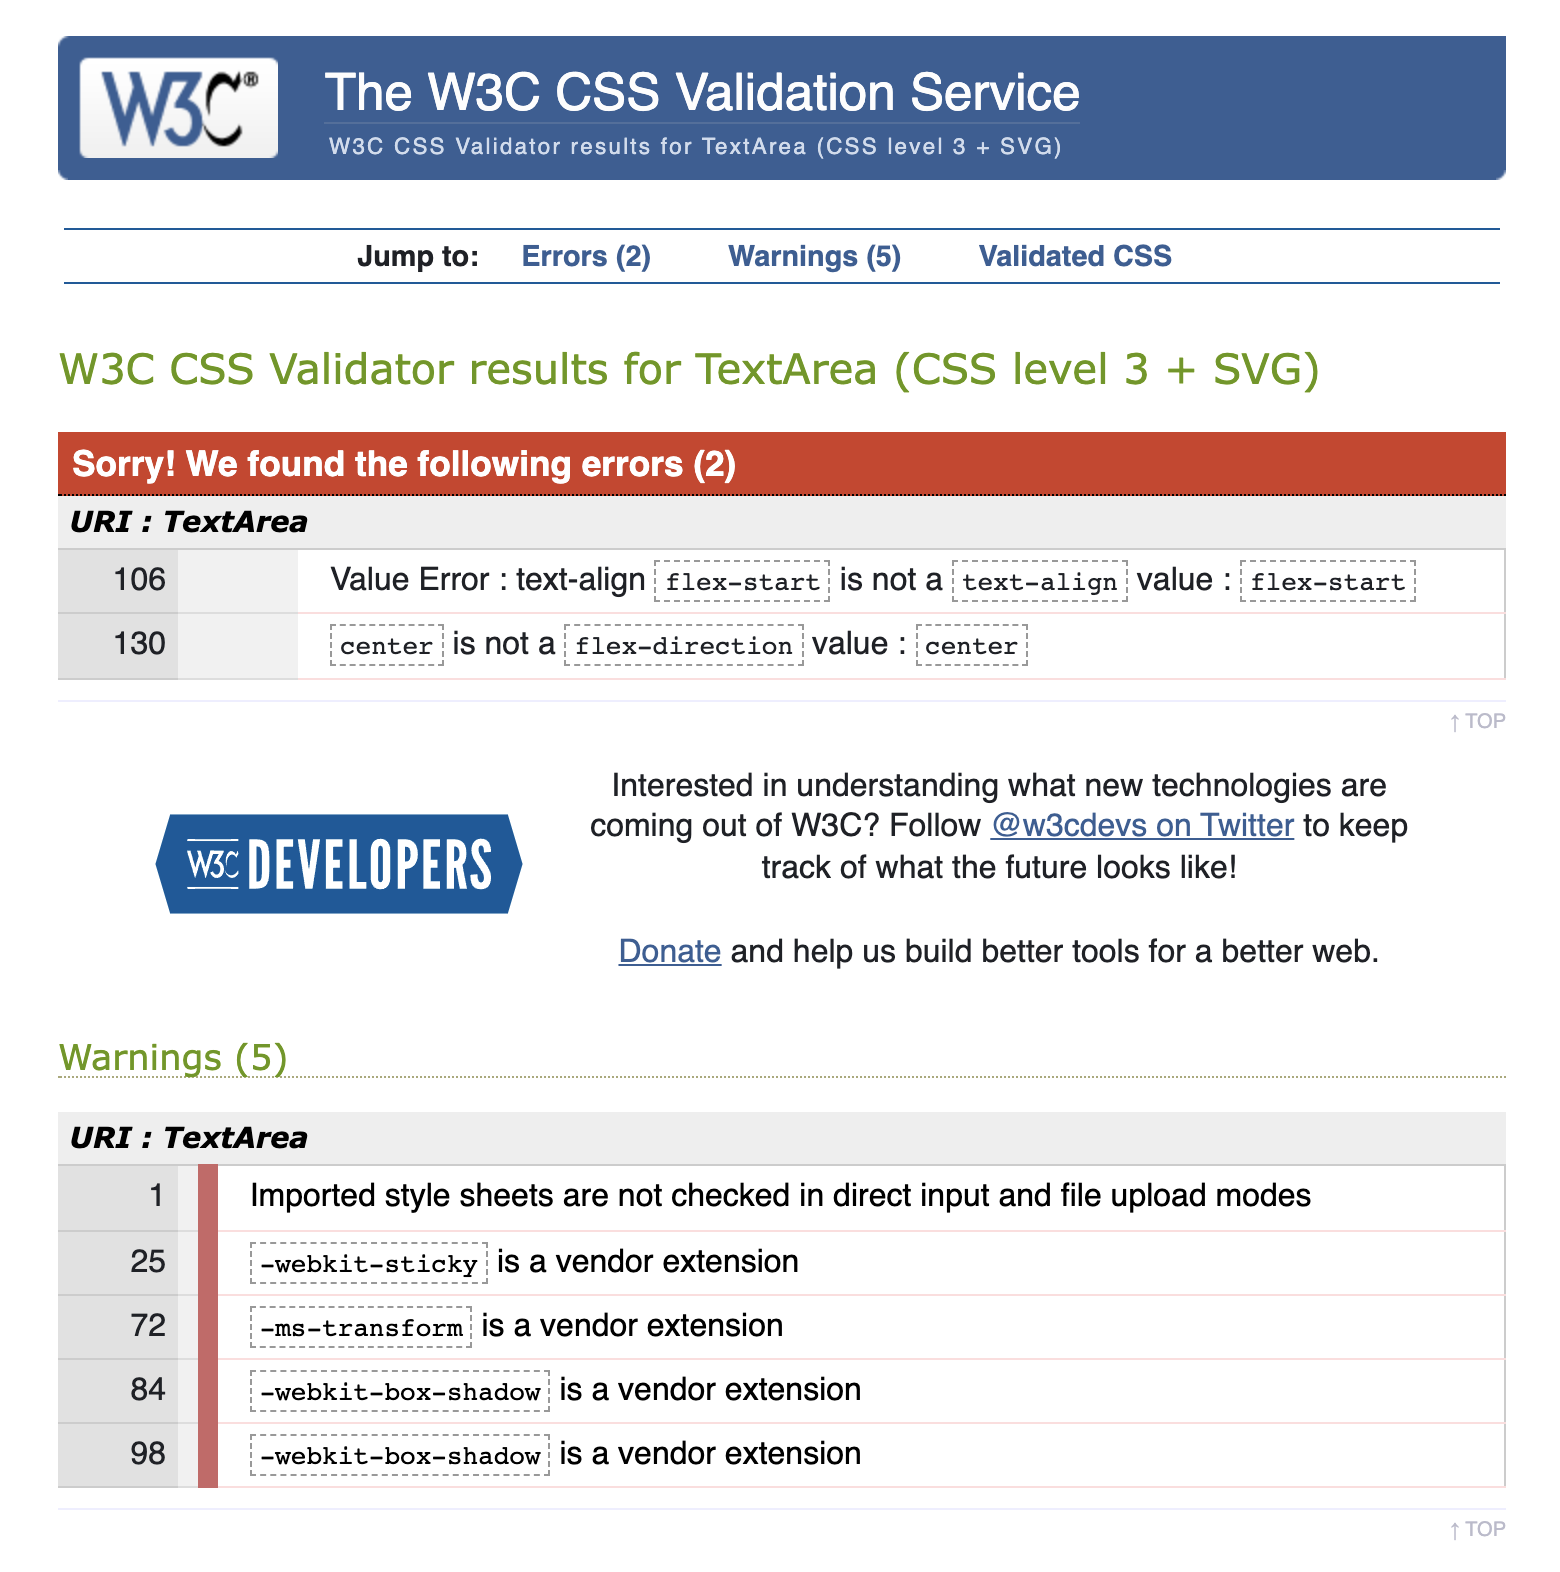 W3C®
The W3C CSS Validation Service
W3C CSS Validator results for TextArea (CSS level 3 + SVG)
Jump to: Errors (2) Warnings (5) Validated CSS
W3C CSS Validator results for TextArea (CSS level 3 + SVG)
Sorry! We found the following errors (2)
URI : TextArea
106 Value Error : text-align flex-start is not a text-align value : flex-start
130 center is not a flex-direction value : center
↑ TOP
W3C DEVELOPERS
Interested in understanding what new technologies are
coming out of W3C? Follow @w3cdevs on Twitter to keep
track of what the future looks like!
Donate and help us build better tools for a better web.
Warnings (5)
URI : TextArea
1 Imported style sheets are not checked in direct input and file upload modes
25 -webkit-sticky is a vendor extension
72 -ms-transform is a vendor extension
84 -webkit-box-shadow is a vendor extension
98 -webkit-box-shadow is a vendor extension
↑ TOP